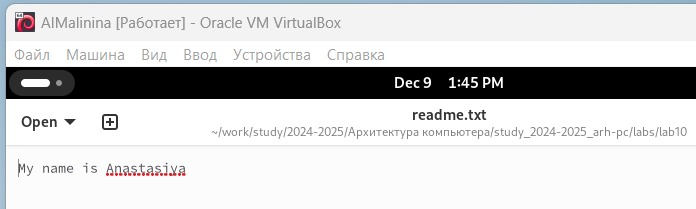 AIMalinina [Работает] - Oracle VM VirtualBox
Файл Машина Вид Ввод Устройства Справка
Dec 9 1:45 PM
Open
readme.txt
~/work/study/2024-2025/Архитектура компьютера/study_2024-2025_arh-pc/labs/lab10
My name is Anastasiya